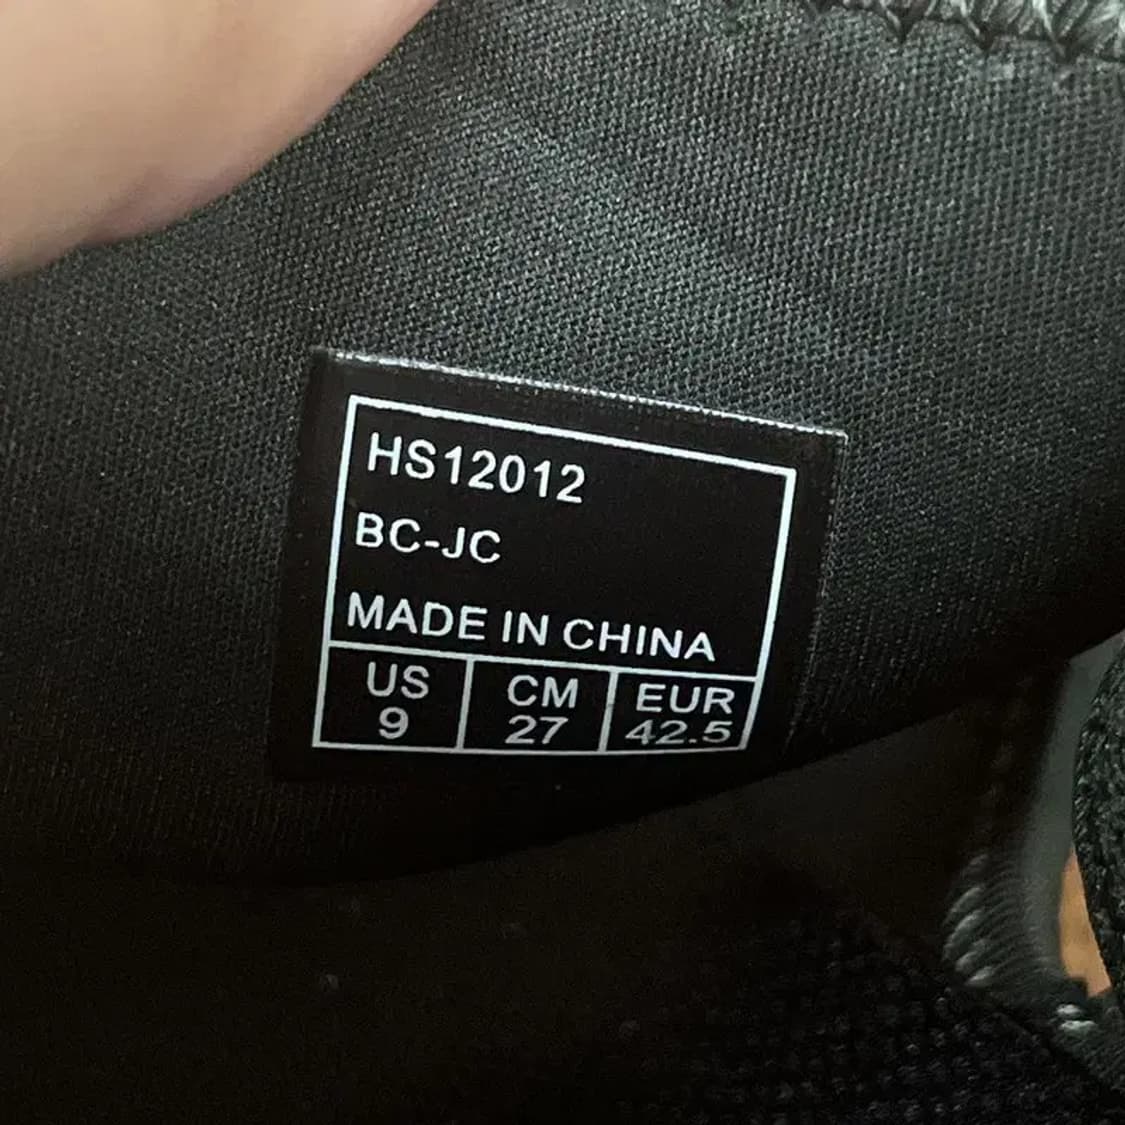 HS12012
BC-JC
MADE IN CHINA
US CM EUR
9 27 42.5